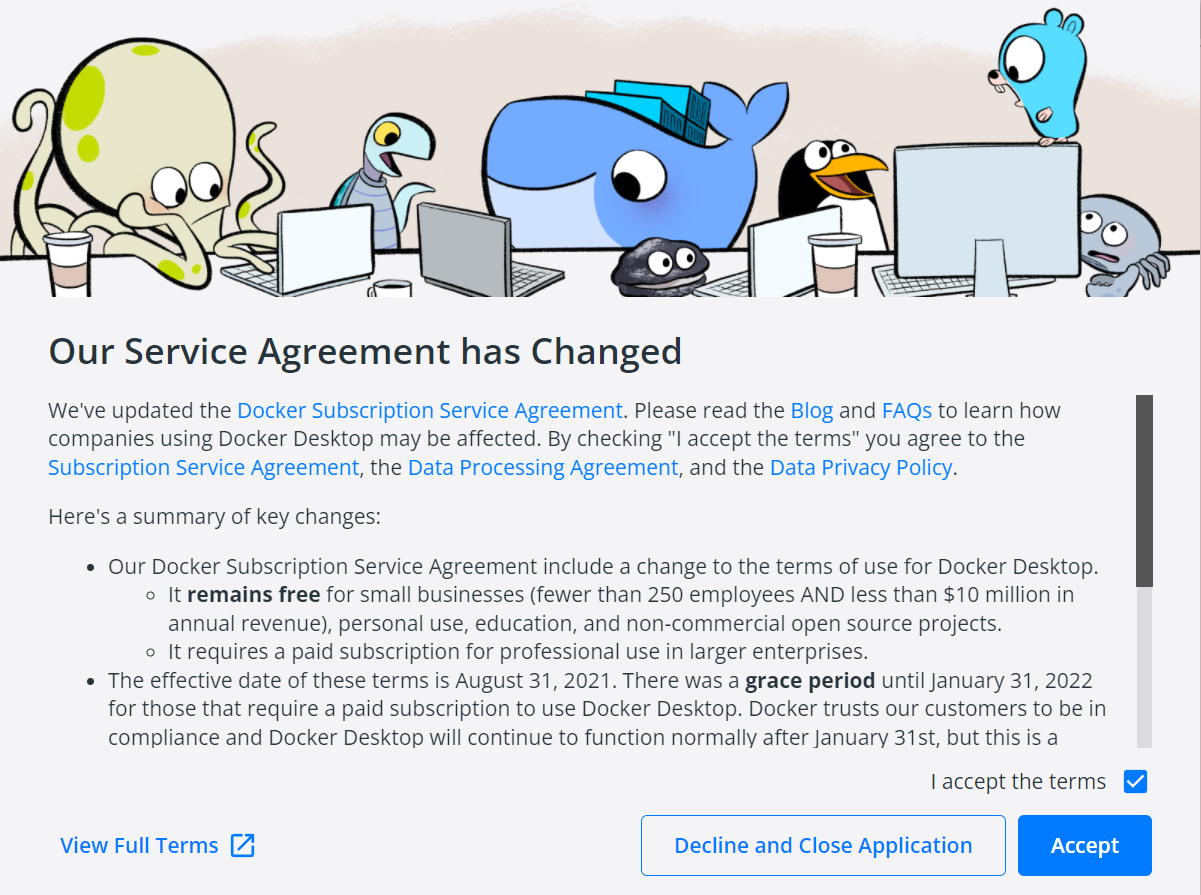 Our Service Agreement has Changed
We've updated the Docker Subscription Service Agreement. Please read the Blog and FAQs to learn how
companies using Docker Desktop may be affected. By checking "I accept the terms" you agree to the
Subscription Service Agreement, the Data Processing Agreement, and the Data Privacy Policy.
Here's a summary of key changes:
• Our Docker Subscription Service Agreement include a change to the terms of use for Docker Desktop.
◦ It remains free for small businesses (fewer than 250 employees AND less than $10 million in
annual revenue), personal use, education, and non-commercial open source projects.
◦ It requires a paid subscription for professional use in larger enterprises.
• The effective date of these terms is August 31, 2021. There was a grace period until January 31, 2022
for those that require a paid subscription to use Docker Desktop. Docker trusts our customers to be in
compliance and Docker Desktop will continue to function normally after January 31st, but this is a
I accept the terms
View Full Terms
Decline and Close Application
Accept